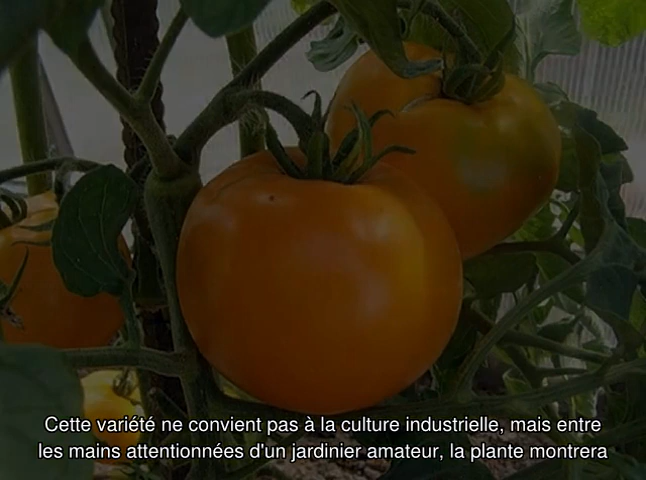 Cette variété ne convient pas à la culture industrielle, mais entre
les mains attentionnées d'un jardinier amateur, la plante montrera